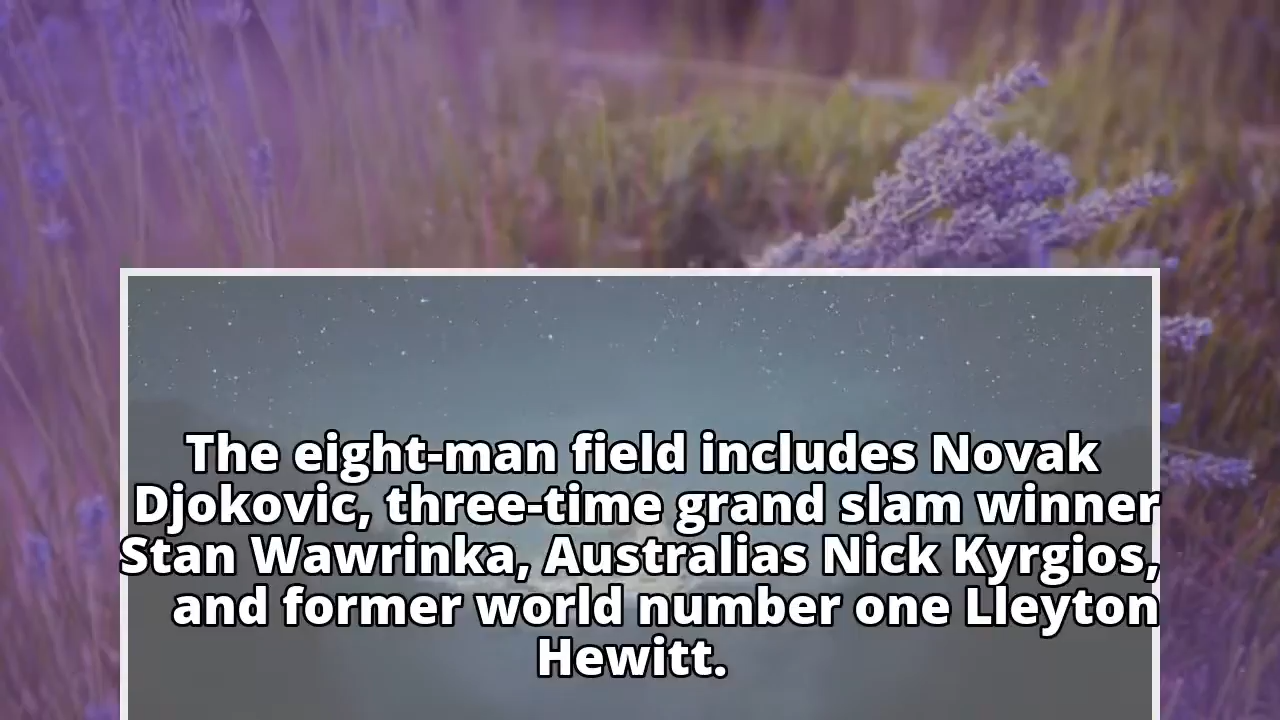 The eight-man field includes Novak
Djokovic, three-time grand slam winner
Stan Wawrinka, Australias Nick Kyrgios,
and former world number one Lleyton
Hewitt.